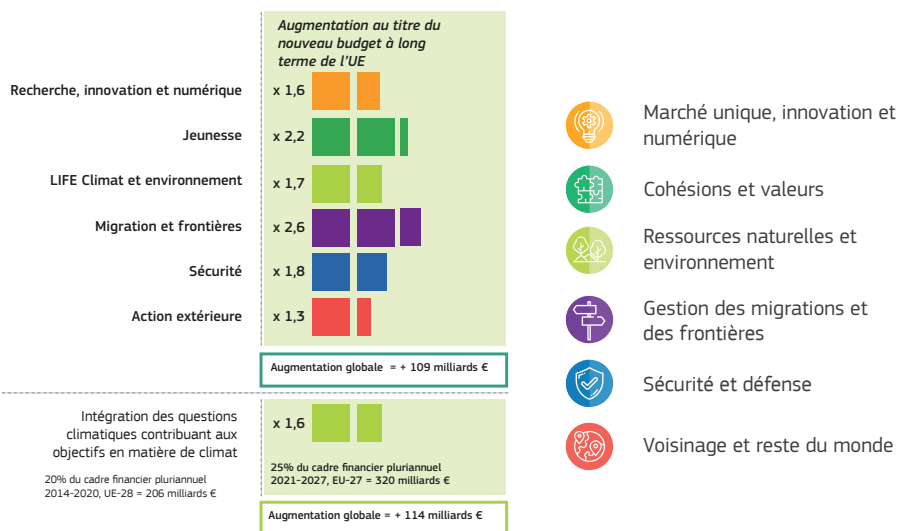 Augmentation au titre du
nouveau budget à long
terme de l'UE
Recherche, innovation et numérique
x 1,6
Jeunesse
x 2,2
LIFE Climat et environnement
x 1,7
Migration et frontières
x 2,6
Sécurité
x 1,8
Action extérieure
x 1,3
Augmentation globale = + 109 milliards €
Intégration des questions
climatiques contribuant aux
objectifs en matière de climat
20% du cadre financier pluriannuel
2014-2020, UE-28 = 206 milliards €
x 1,6
25% du cadre financier pluriannuel
2021-2027, EU-27 = 320 milliards €
Augmentation globale = + 114 milliards €
Marché unique, innovation et
numérique
Cohésions et valeurs
Ressources naturelles et
environnement
Gestion des migrations et
des frontières
Sécurité et défense
Voisinage et reste du monde